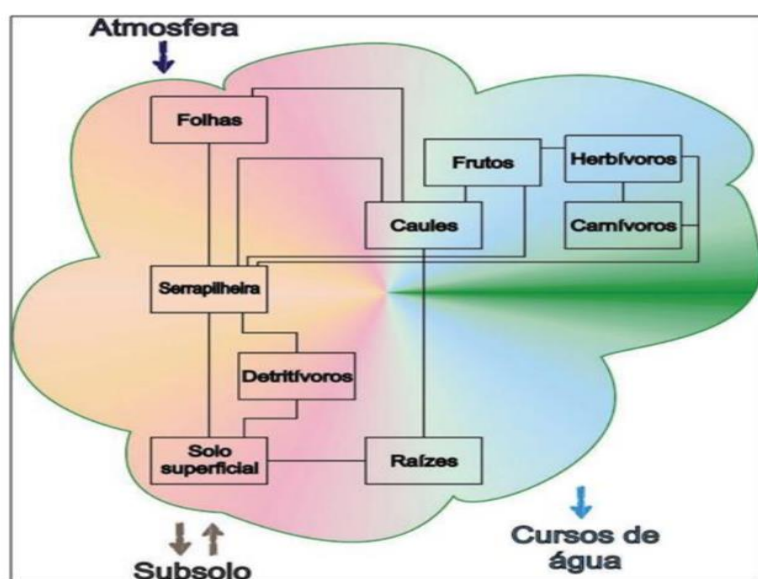 Atmosfera
Folhas
Frutos
Herbívoros
Caules
Carnívoros
Serrapilheira
Detritívoros
Solo
superficial
Raízes
Cursos de
água
Subsolo